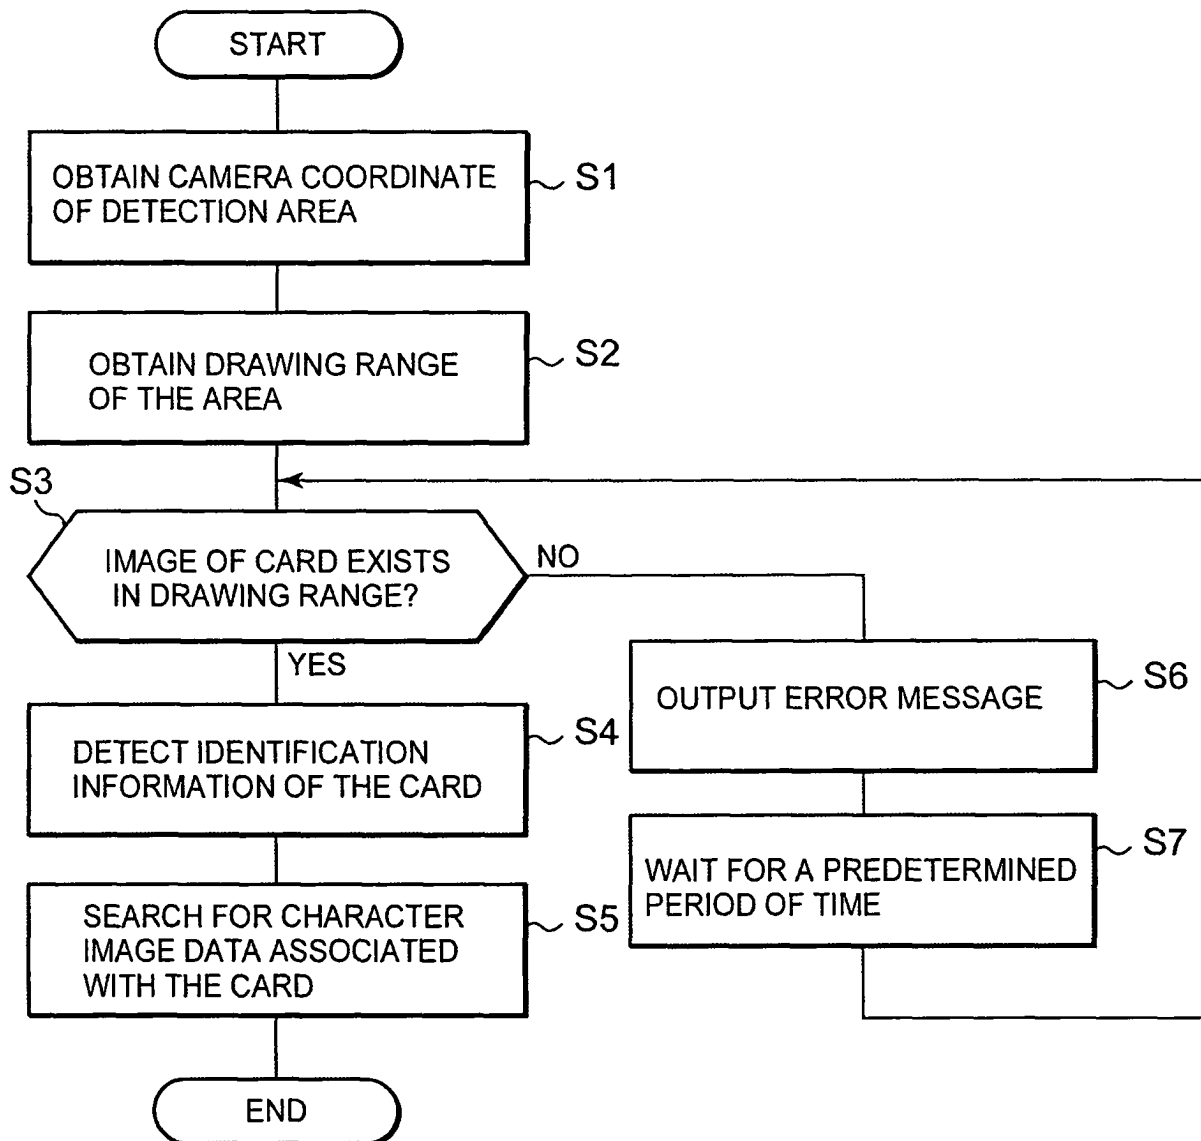 START
OBTAIN CAMERA COORDINATE
OF DETECTION AREA
S1
OBTAIN DRAWING RANGE
OF THE AREA
S2
S3
IMAGE OF CARD EXISTS
IN DRAWING RANGE?
NO
YES
DETECT IDENTIFICATION
INFORMATION OF THE CARD
S4
SEARCH FOR CHARACTER
IMAGE DATA ASSOCIATED
WITH THE CARD
S5
OUTPUT ERROR MESSAGE
S6
WAIT FOR A PREDETERMINED
PERIOD OF TIME
S7
END